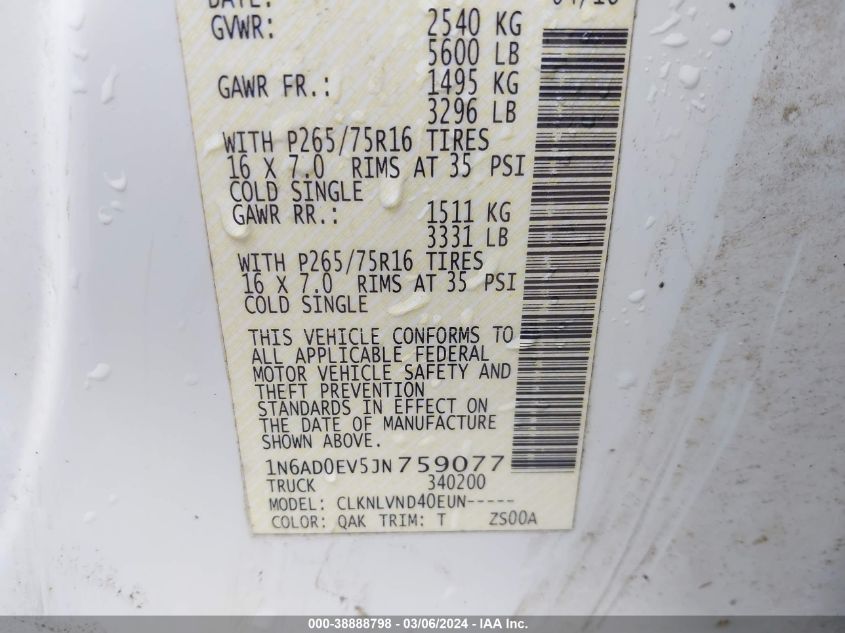 DATE: 04/18
GVWR: 2540 KG
5600 LB
GAWR FR.: 1495 KG
3296 LB
WITH P265/75R16 TIRES
16 X 7.0 RIMS AT 35 PSI
COLD SINGLE
GAWR RR.: 1511 KG
3331 LB
WITH P265/75R16 TIRES
16 X 7.0 RIMS AT 35 PSI
COLD SINGLE
THIS VEHICLE CONFORMS TO
ALL APPLICABLE FEDERAL
MOTOR VEHICLE SAFETY AND
THEFT PREVENTION
STANDARDS IN EFFECT ON
THE DATE OF MANUFACTURE
SHOWN ABOVE.
1N6AD0EV5JN759077
TRUCK 340200
MODEL: CLKNLVND40EUN-----
COLOR: QAK TRIM: T ZS00A
000-38888798 - 03/06/2024 - IAA Inc.